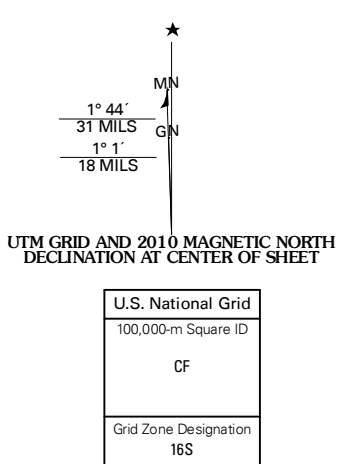 ★
MN
1° 44´
31 MILS
GN
1° 1´
18 MILS
UTM GRID AND 2010 MAGNETIC NORTH
DECLINATION AT CENTER OF SHEET
U.S. National Grid
100,000-m Square ID
CF
Grid Zone Designation
16S